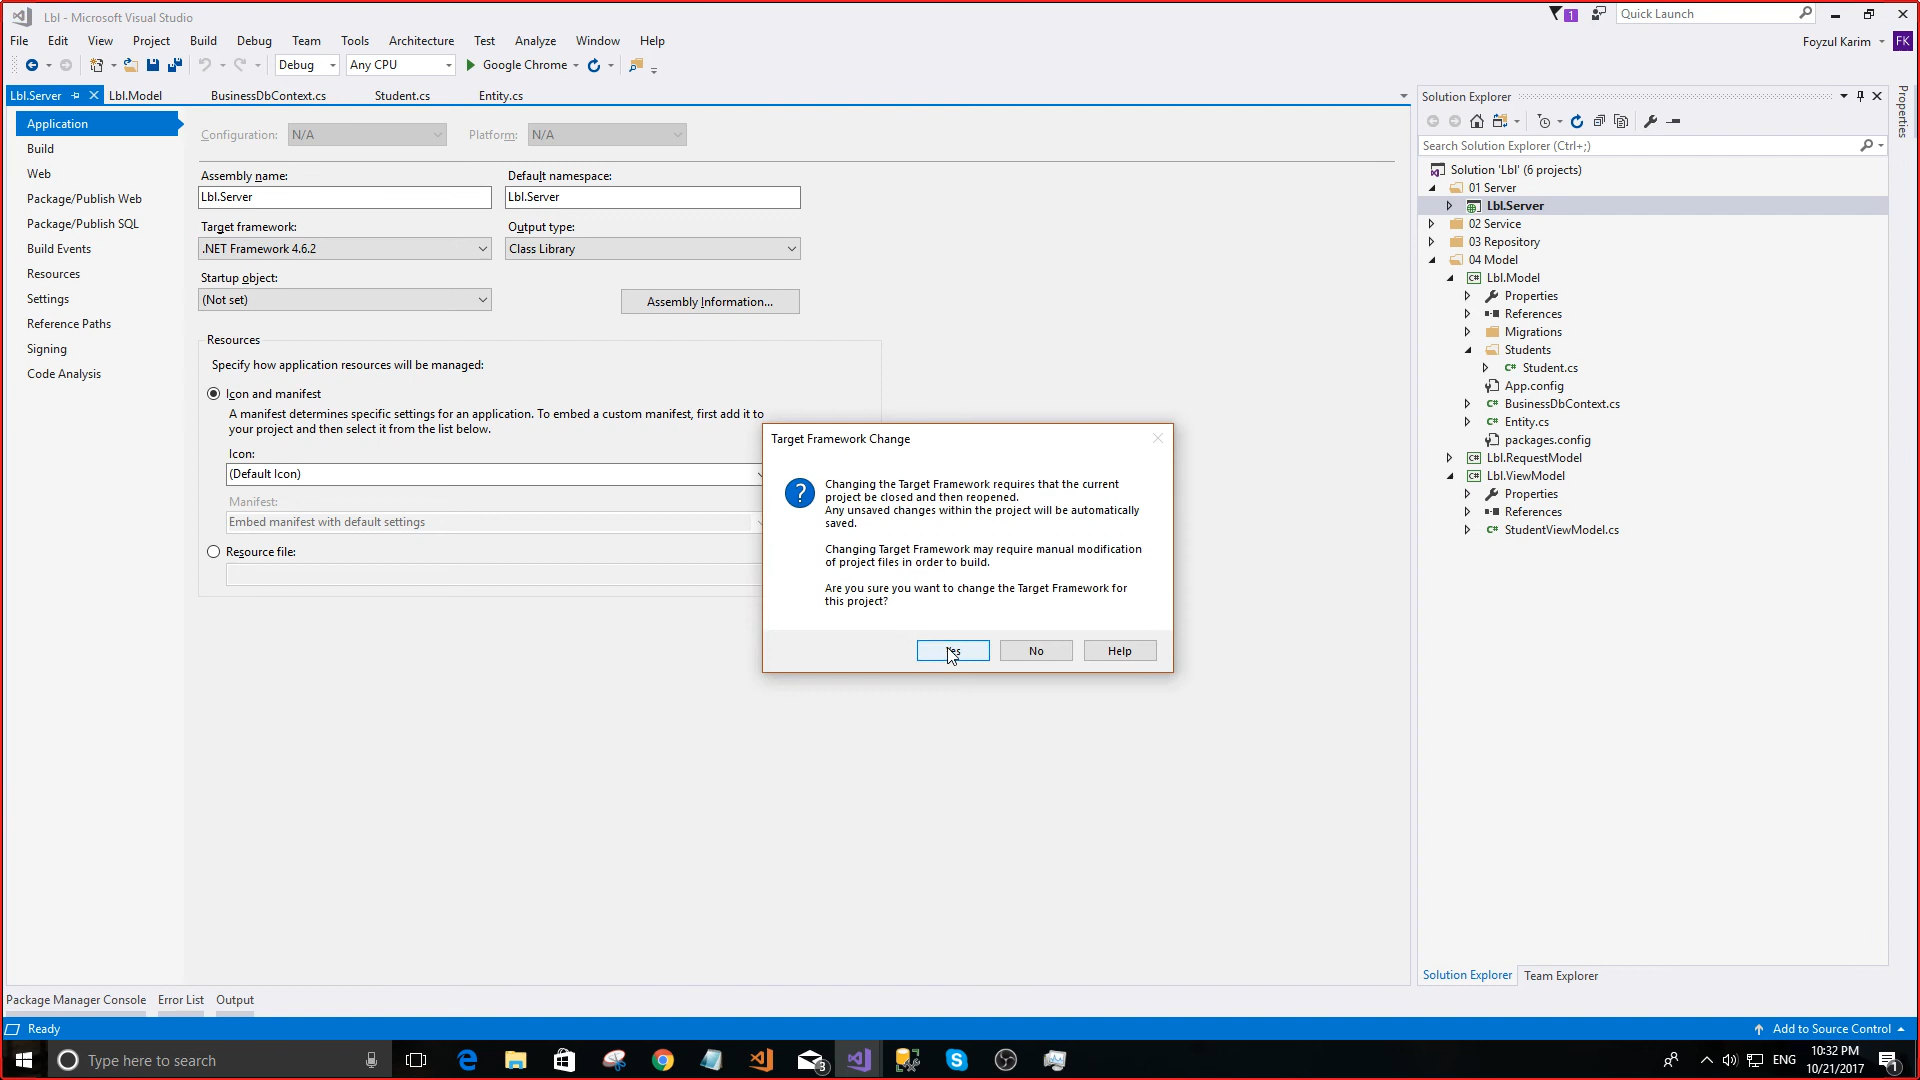 Lbl - Microsoft Visual Studio
1
Quick Launch
File Edit View Project Build Debug Team Tools Architecture Test Analyze Window Help
Foyzul Karim FK
Debug Any CPU Google Chrome
Lbl.Server Lbl.Model BusinessDbContext.cs Student.cs Entity.cs
Application
Build
Web
Package/Publish Web
Package/Publish SQL
Build Events
Resources
Settings
Reference Paths
Signing
Code Analysis
Configuration: N/A Platform: N/A
Assembly name: Default namespace:
Lbl.Server Lbl.Server
Target framework: Output type:
.NET Framework 4.6.2 Class Library
Startup object:
(Not set) Assembly Information...
Resources
Specify how application resources will be managed:
Icon and manifest
A manifest determines specific settings for an application. To embed a custom manifest, first add it to
your project and then select it from the list below.
Icon:
(Default Icon)
Manifest:
Embed manifest with default settings
Resource file:
Target Framework Change
Changing the Target Framework requires that the current
project be closed and then reopened.
Any unsaved changes within the project will be automatically
saved.
Changing Target Framework may require manual modification
of project files in order to build.
Are you sure you want to change the Target Framework for
this project?
Yes No Help
Solution Explorer
Search Solution Explorer (Ctrl+;)
Solution 'Lbl' (6 projects)
01 Server
Lbl.Server
02 Service
03 Repository
04 Model
Lbl.Model
Properties
References
Migrations
Students
Student.cs
App.config
BusinessDbContext.cs
Entity.cs
packages.config
Lbl.RequestModel
Lbl.ViewModel
Properties
References
StudentViewModel.cs
Solution Explorer Team Explorer
Properties
Package Manager Console Error List Output
Ready
Add to Source Control
Type here to search
3
ENG
10:32 PM
10/21/2017
1